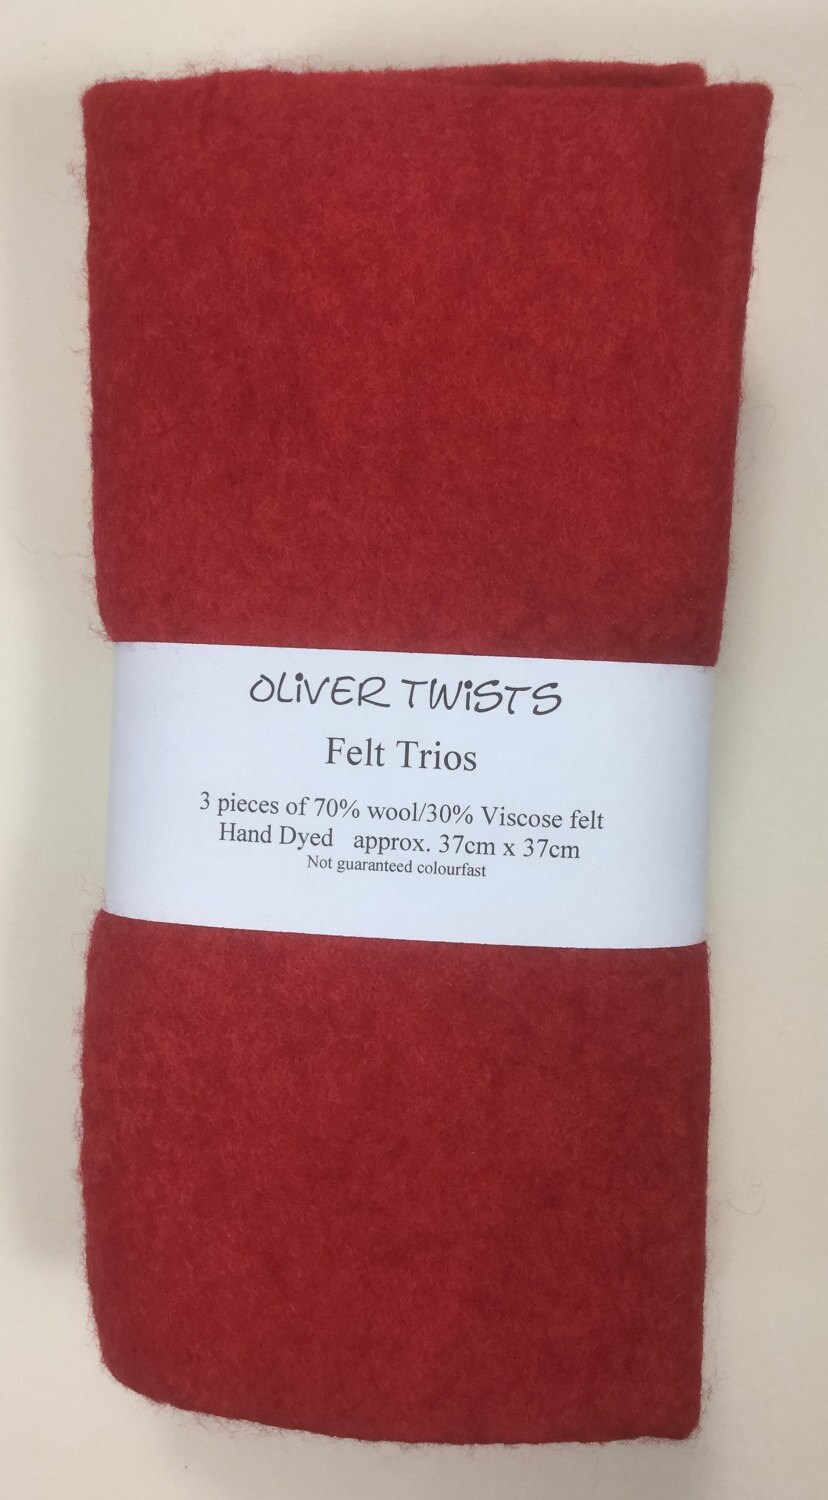 OLiVER TWiSTS
Felt Trios
3 pieces of 70% wool/30% Viscose felt
Hand Dyed approx. 37cm x 37cm
Not guaranteed colourfast